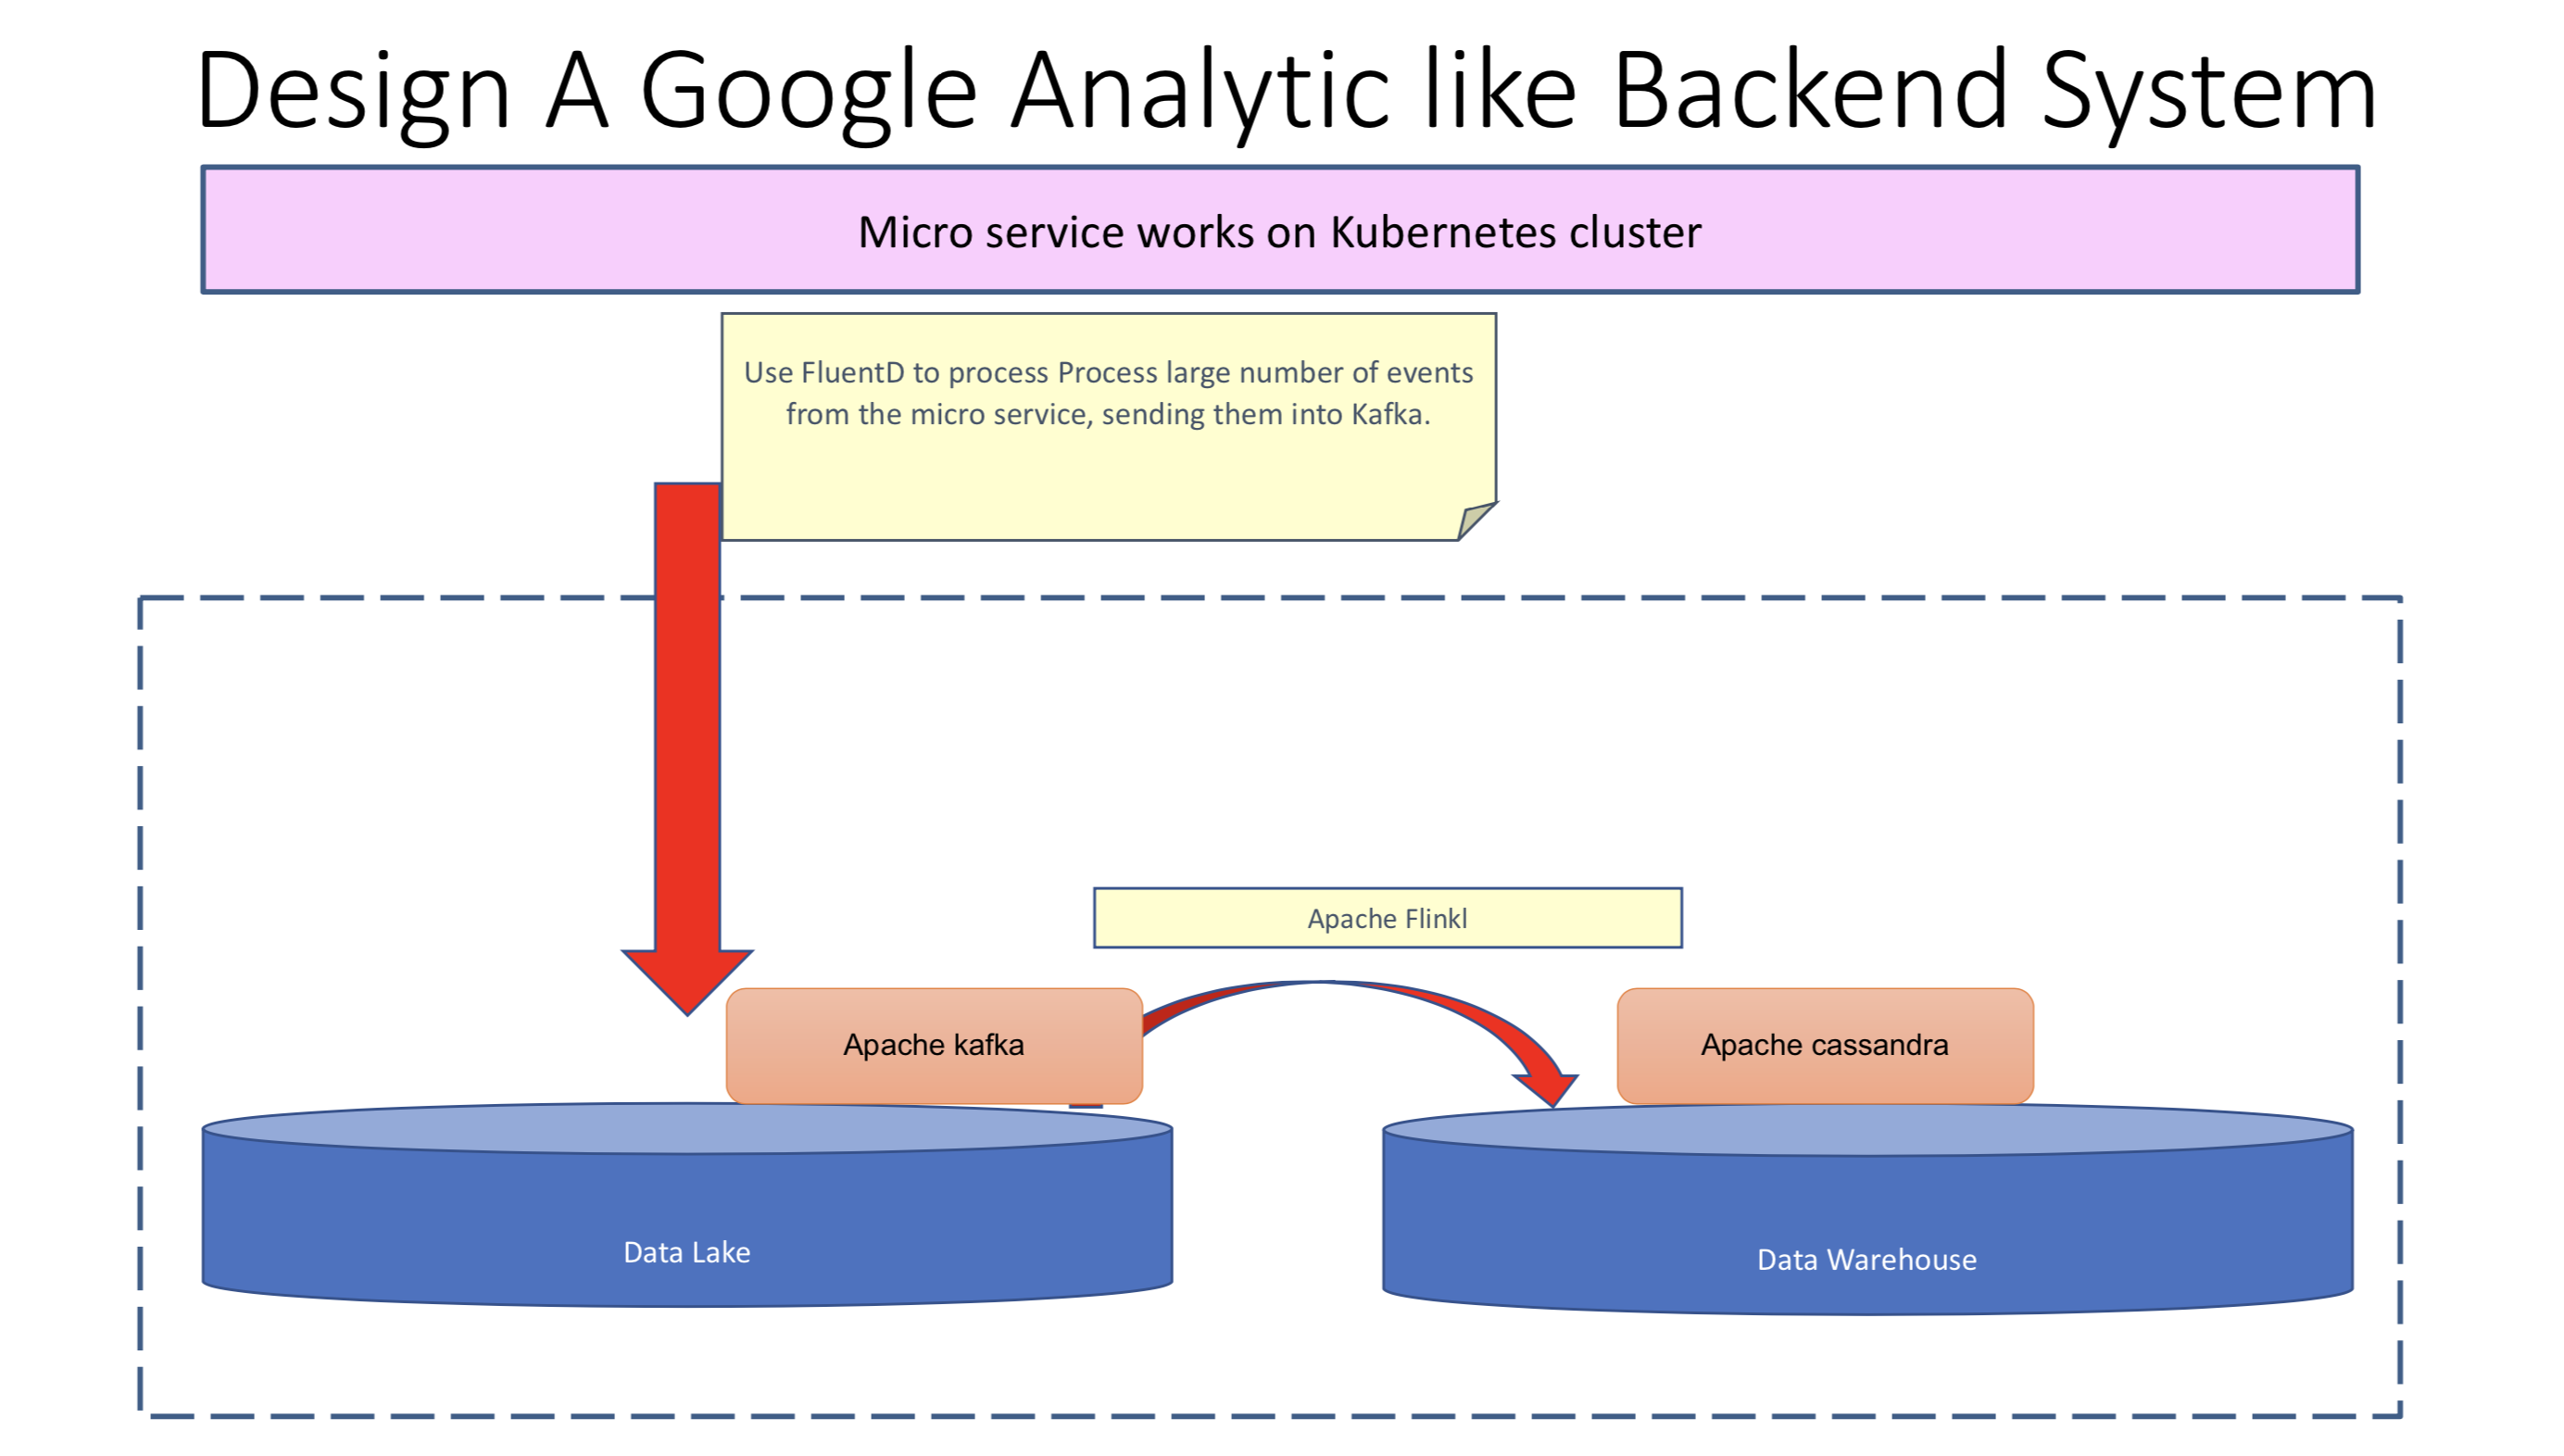 Design A Google Analytic like Backend System
Micro service works on Kubernetes cluster
Use FluentD to process Process large number of events
from the micro service, sending them into Kafka.
Apache Flinkl
Apache kafka
Apache cassandra
Data Lake
Data Warehouse